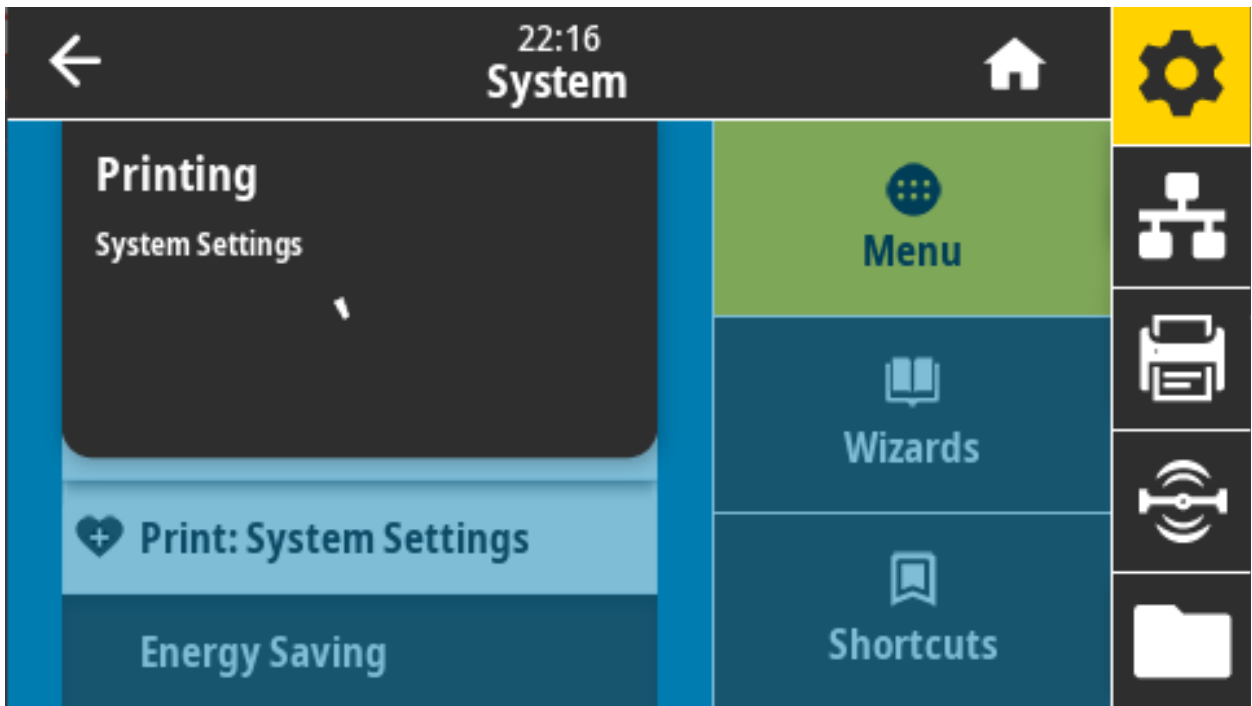 22:16
System
Printing
System Settings
Print: System Settings
Energy Saving
Menu
Wizards
Shortcuts